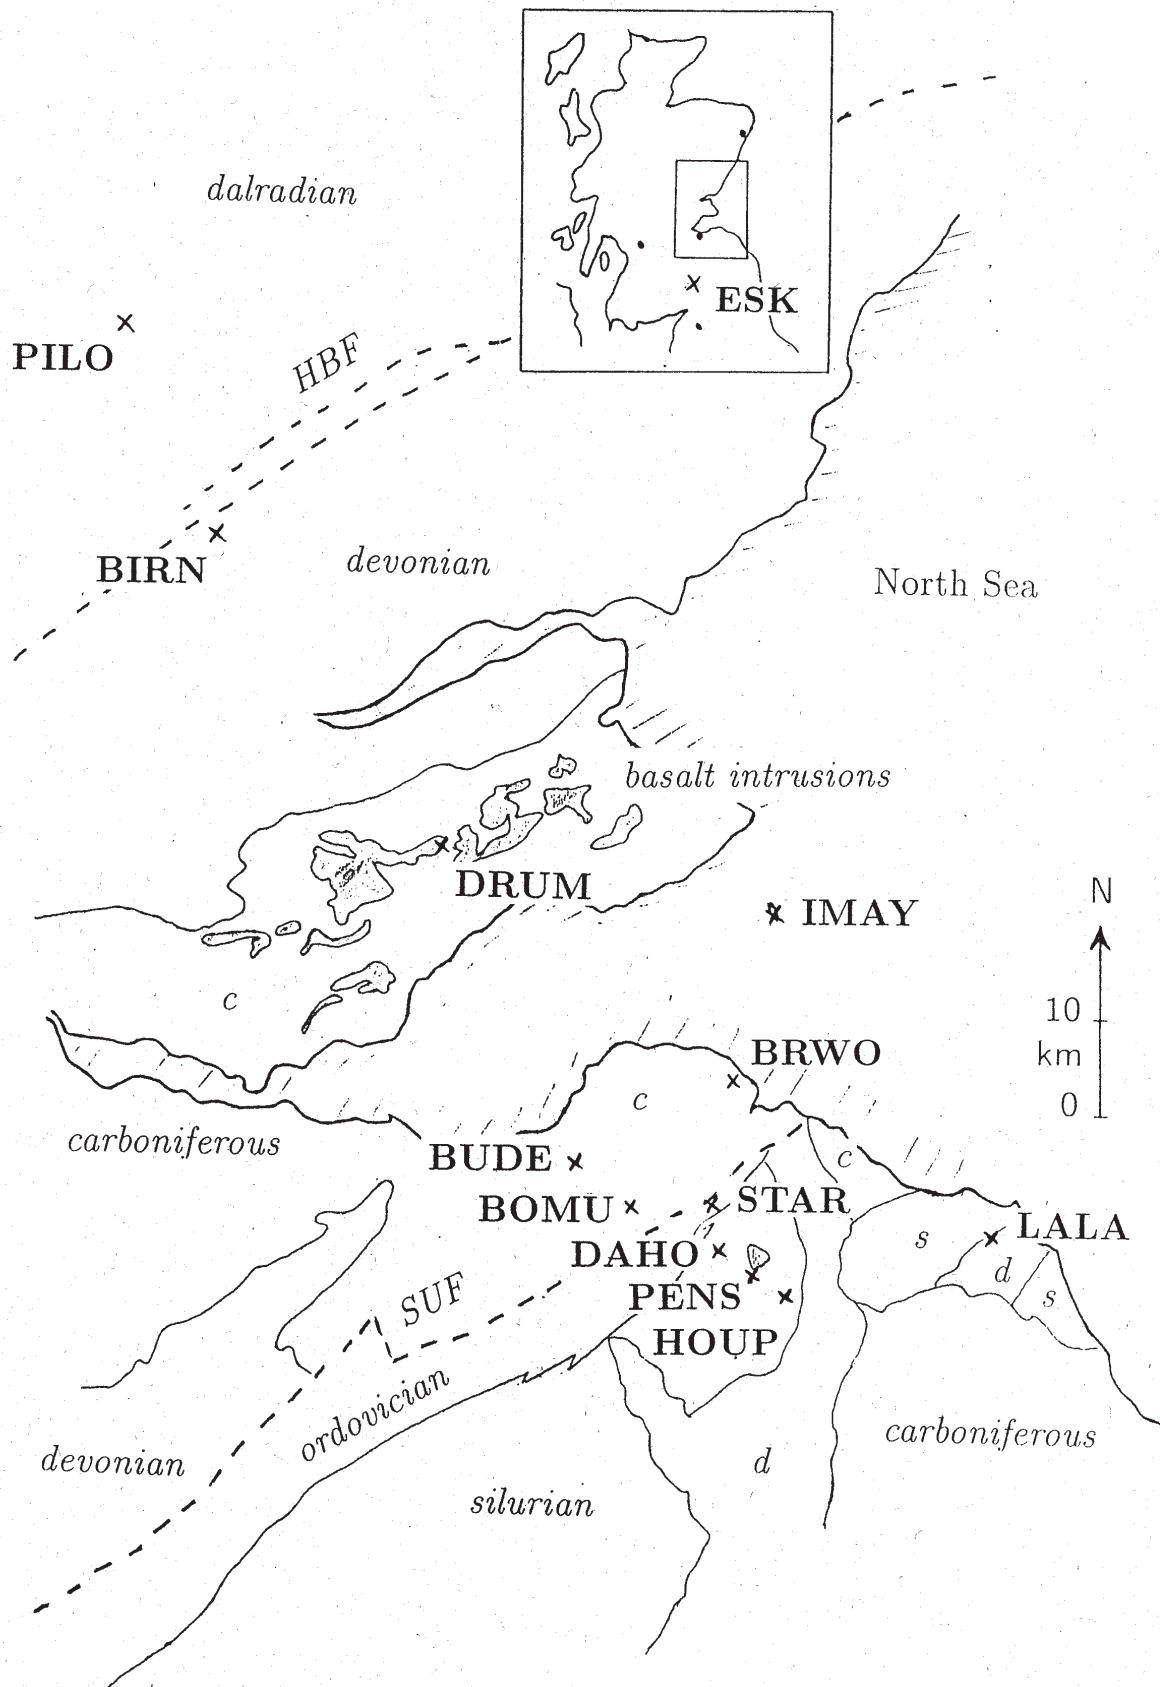 dalradian
ESK
PILO
HBF
BIRN
devonian
North Sea
basalt intrusions
DRUM
IMAY
N
c
10
km
0
BRWO
c
carboniferous
BUDE
c
BOMU
STAR
LALA
DAHO
s
d
PENS
s
SUF
HOUP
ordovician
carboniferous
devonian
d
silurian